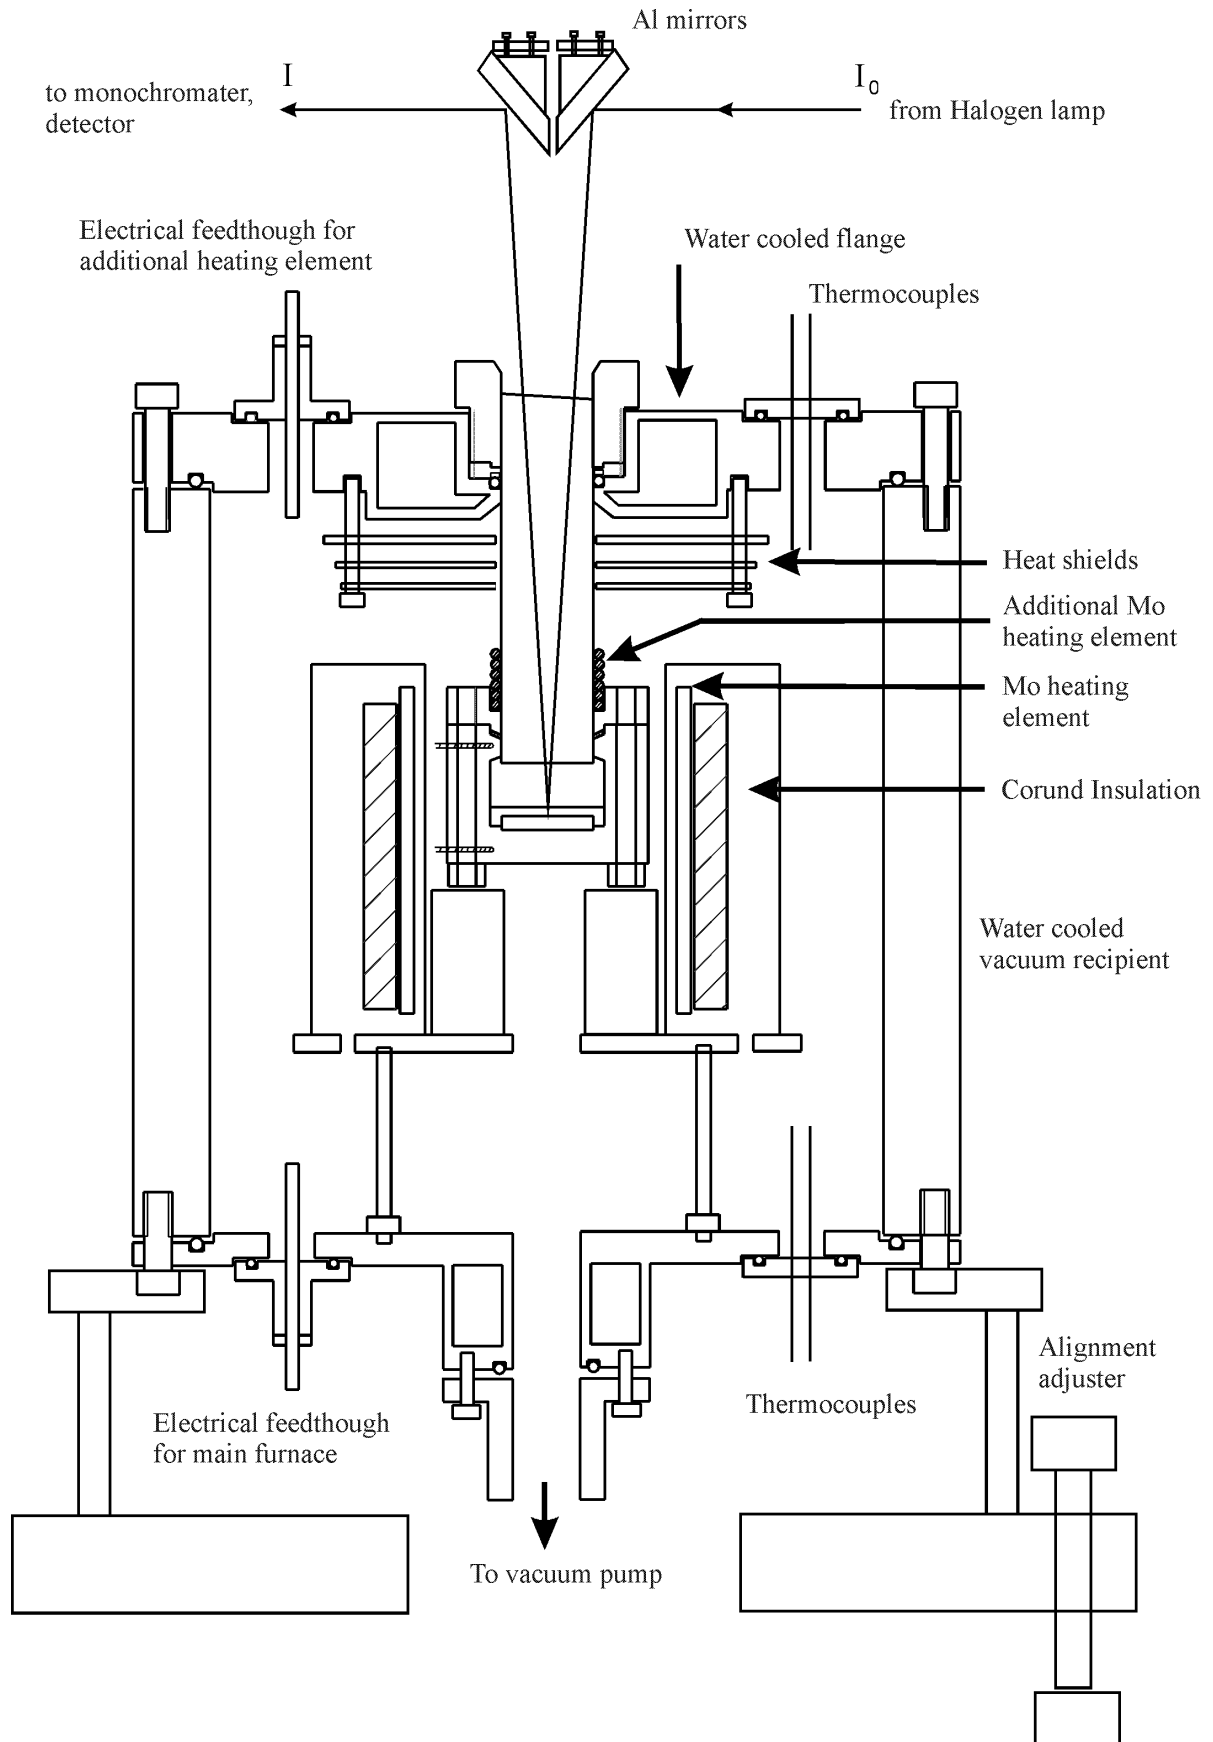 Al mirrors
I
I0
to monochromater,
detector
from Halogen lamp
Electrical feedthough for
additional heating element
Water cooled flange
Thermocouples
Heat shields
Additional Mo
heating element
Mo heating
element
Corund Insulation
Water cooled
vacuum recipient
Alignment
adjuster
Thermocouples
Electrical feedthough
for main furnace
To vacuum pump